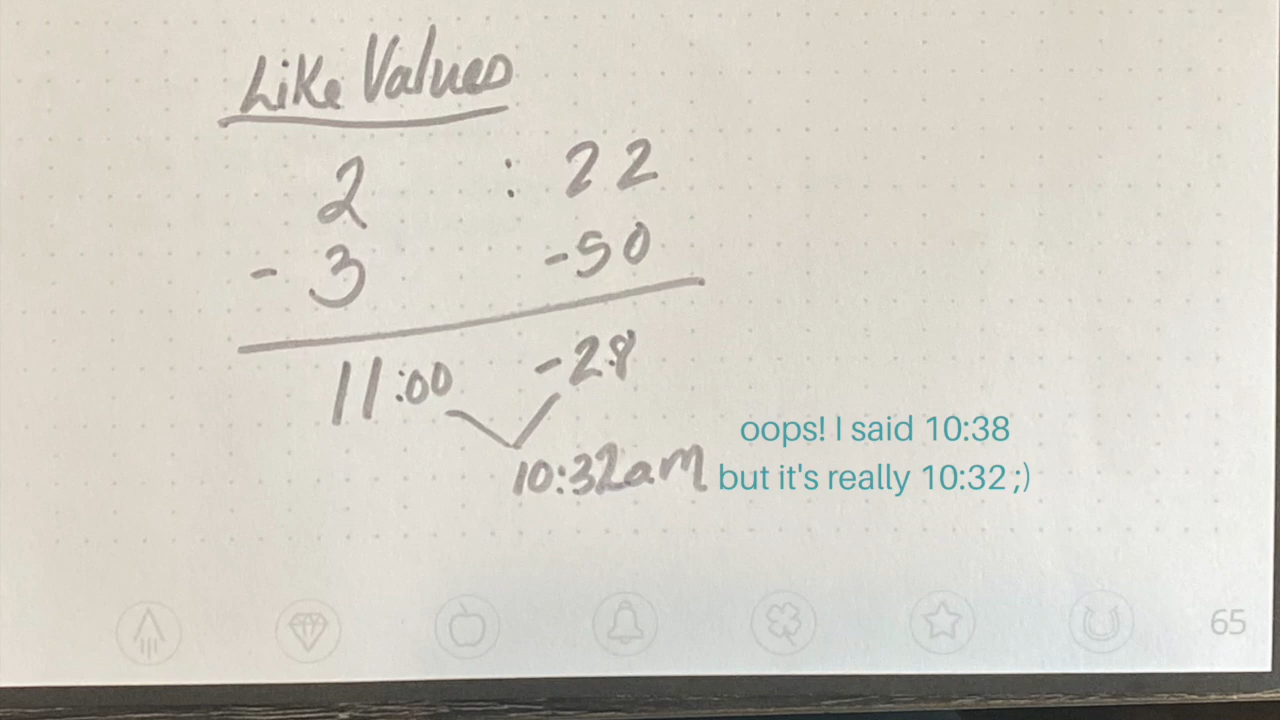 Like Values
2 : 22
- 3 -50
11:00 -28
10:32am
oops! I said 10:38
but it's really 10:32 ;)
65